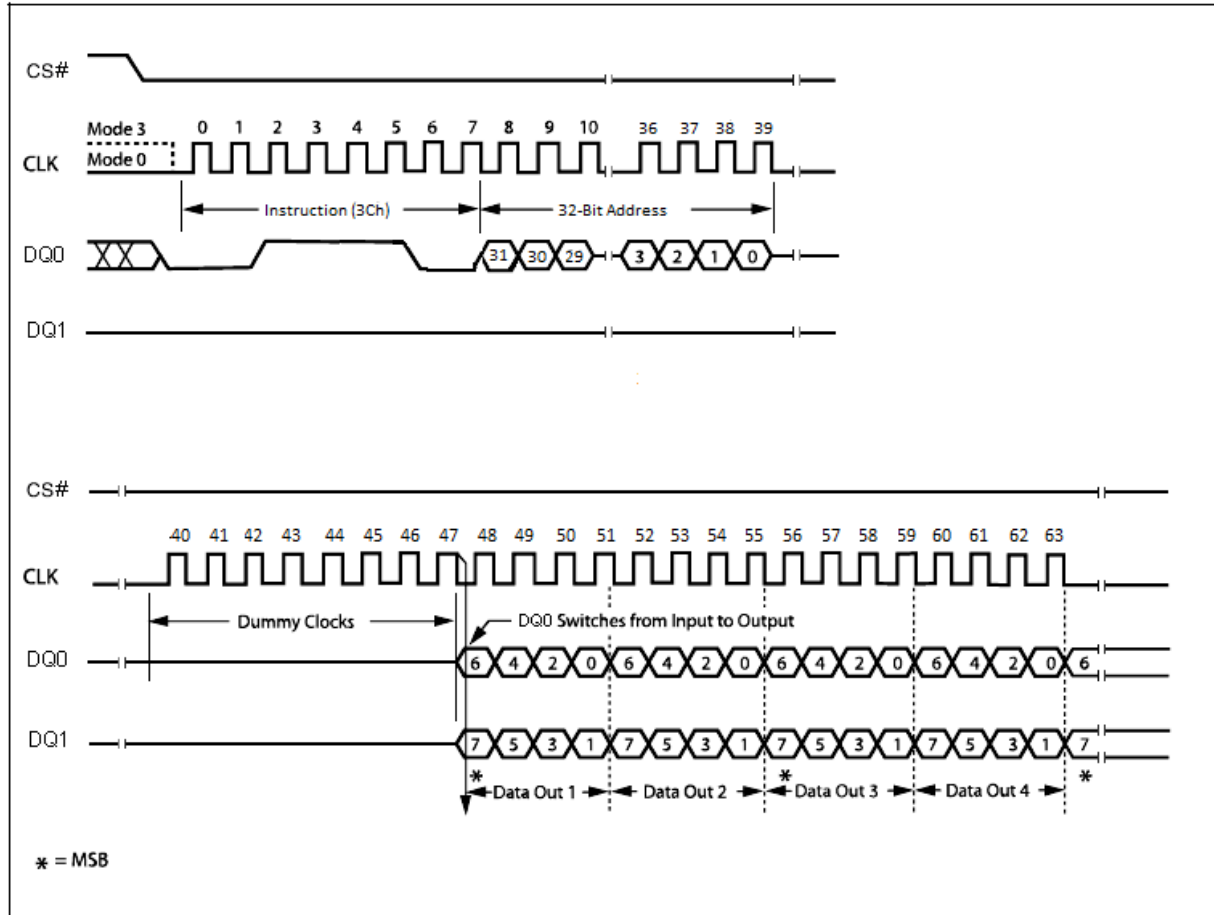 CS#
Mode 3 0 1 2 3 4 5 6 7 8 9 10 36 37 38 39
CLK Mode 0
Instruction (3Ch) 32-Bit Address
DQ0 31 30 29 3 2 1 0
DQ1
CS#
40 41 42 43 44 45 46 47 48 49 50 51 52 53 54 55 56 57 58 59 60 61 62 63
CLK
Dummy Clocks DQ0 Switches from Input to Output
DQ0 6 4 2 0 6 4 2 0 6 4 2 0 6 4 2 0 6
DQ1 7 5 3 1 7 5 3 1 7 5 3 1 7 5 3 1 7
* * *
Data Out 1 Data Out 2 Data Out 3 Data Out 4
* = MSB